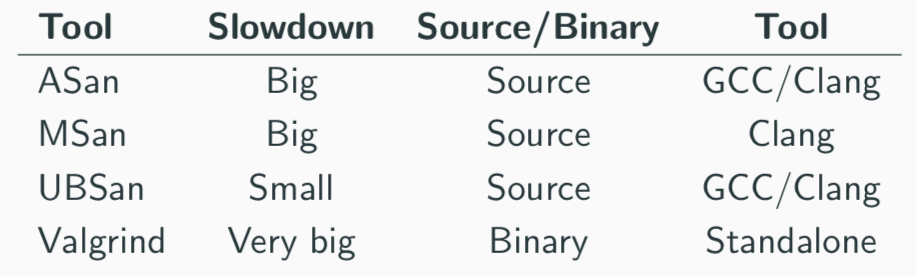 Tool Slowdown Source/Binary Tool
ASan Big Source GCC/Clang
MSan Big Source Clang
UBSan Small Source GCC/Clang
Valgrind Very big Binary Standalone